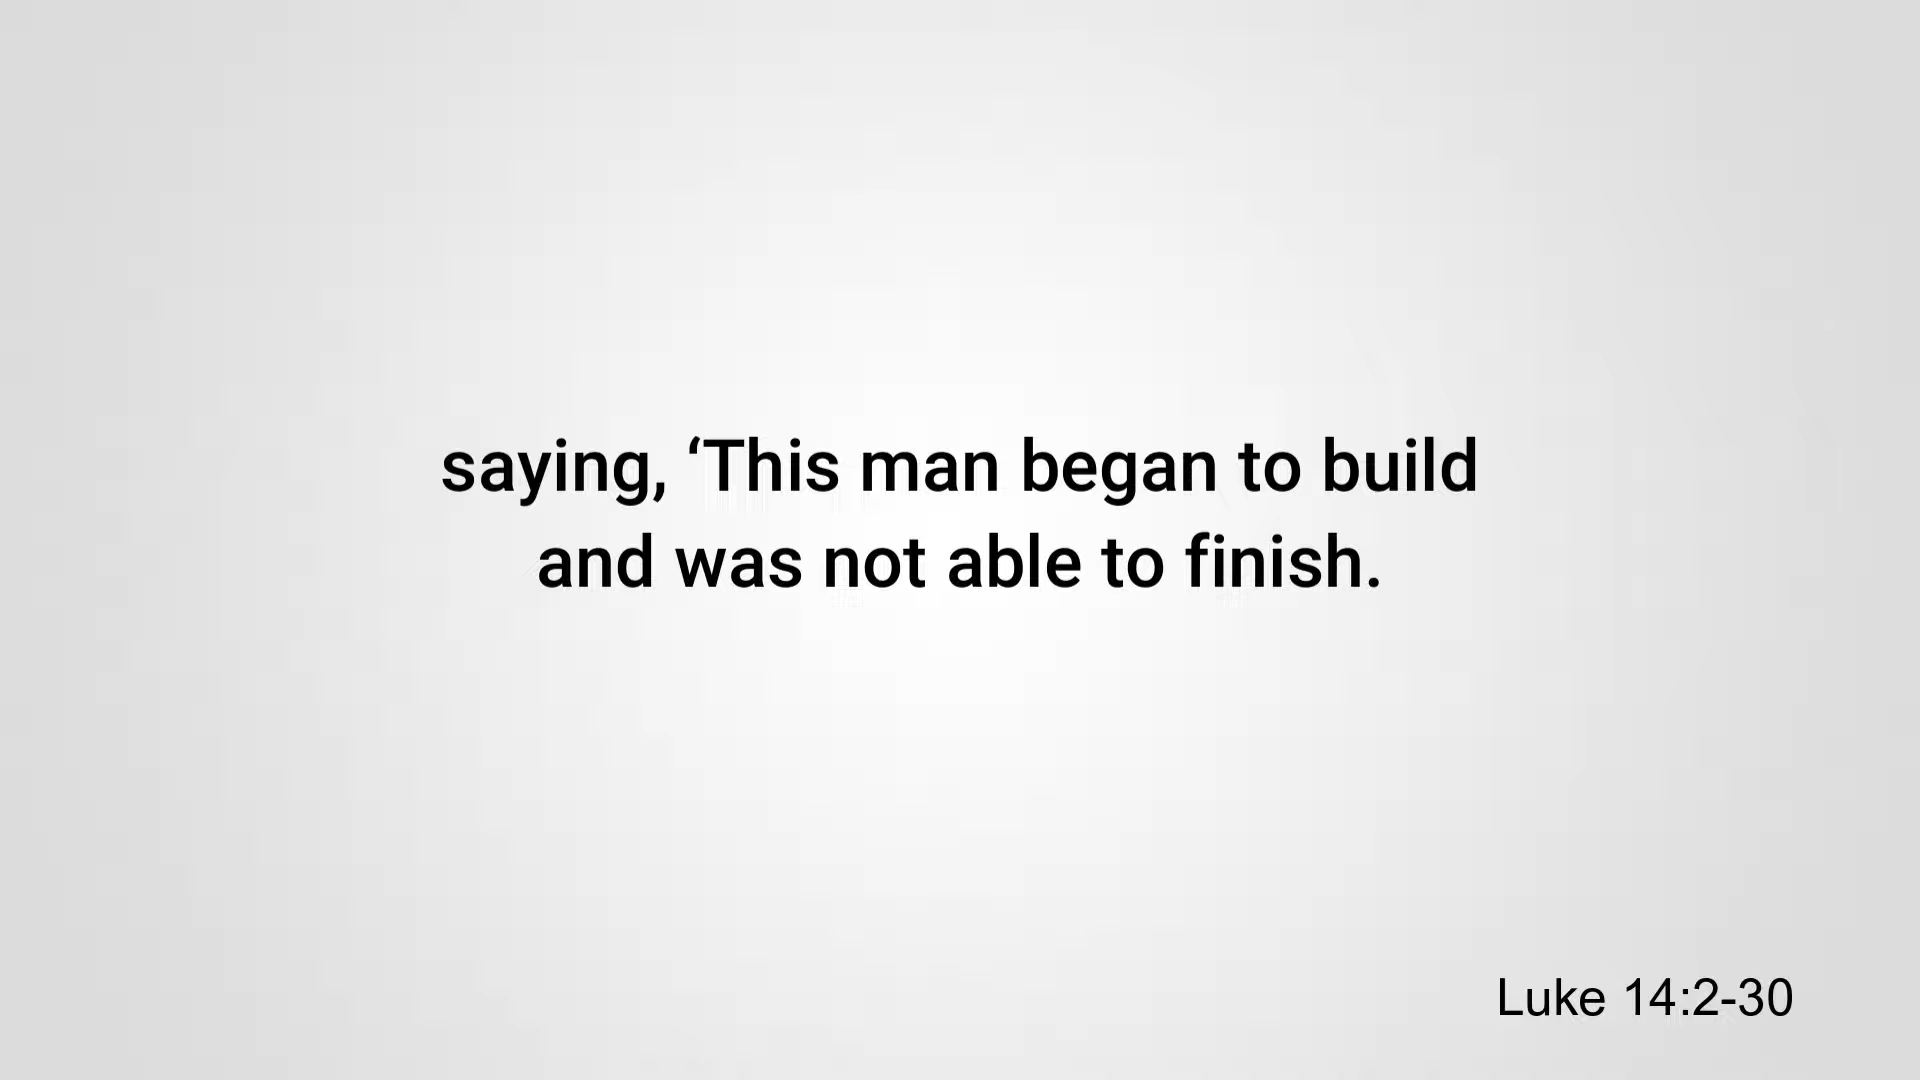 saying, ‘This man began to build
and was not able to finish.
Luke 14:2-30